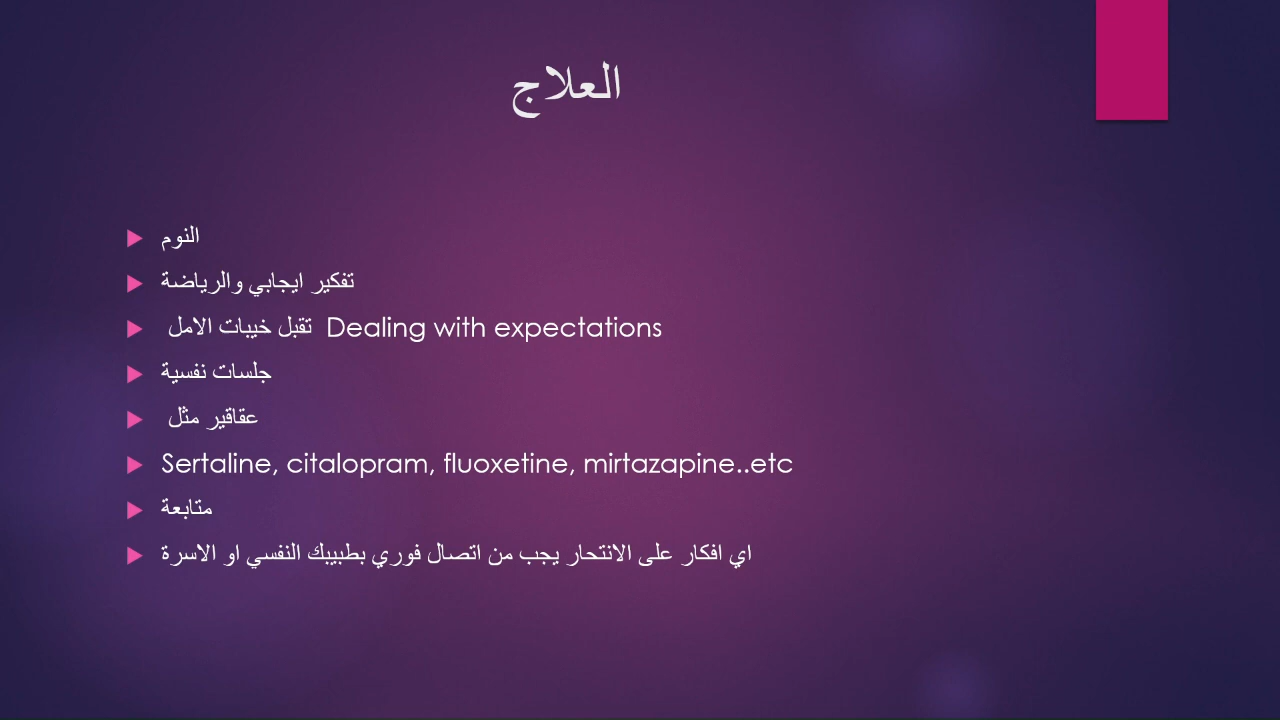 العلاج
النوم
تفكير ايجابي والرياضة
تقبل خيبات الامل Dealing with expectations
جلسات نفسية
عقاقير مثل
Sertaline, citalopram, fluoxetine, mirtazapine..etc
متابعة
اي افكار على الانتحار يجب من اتصال فوري بطبيبك النفسي او الاسرة